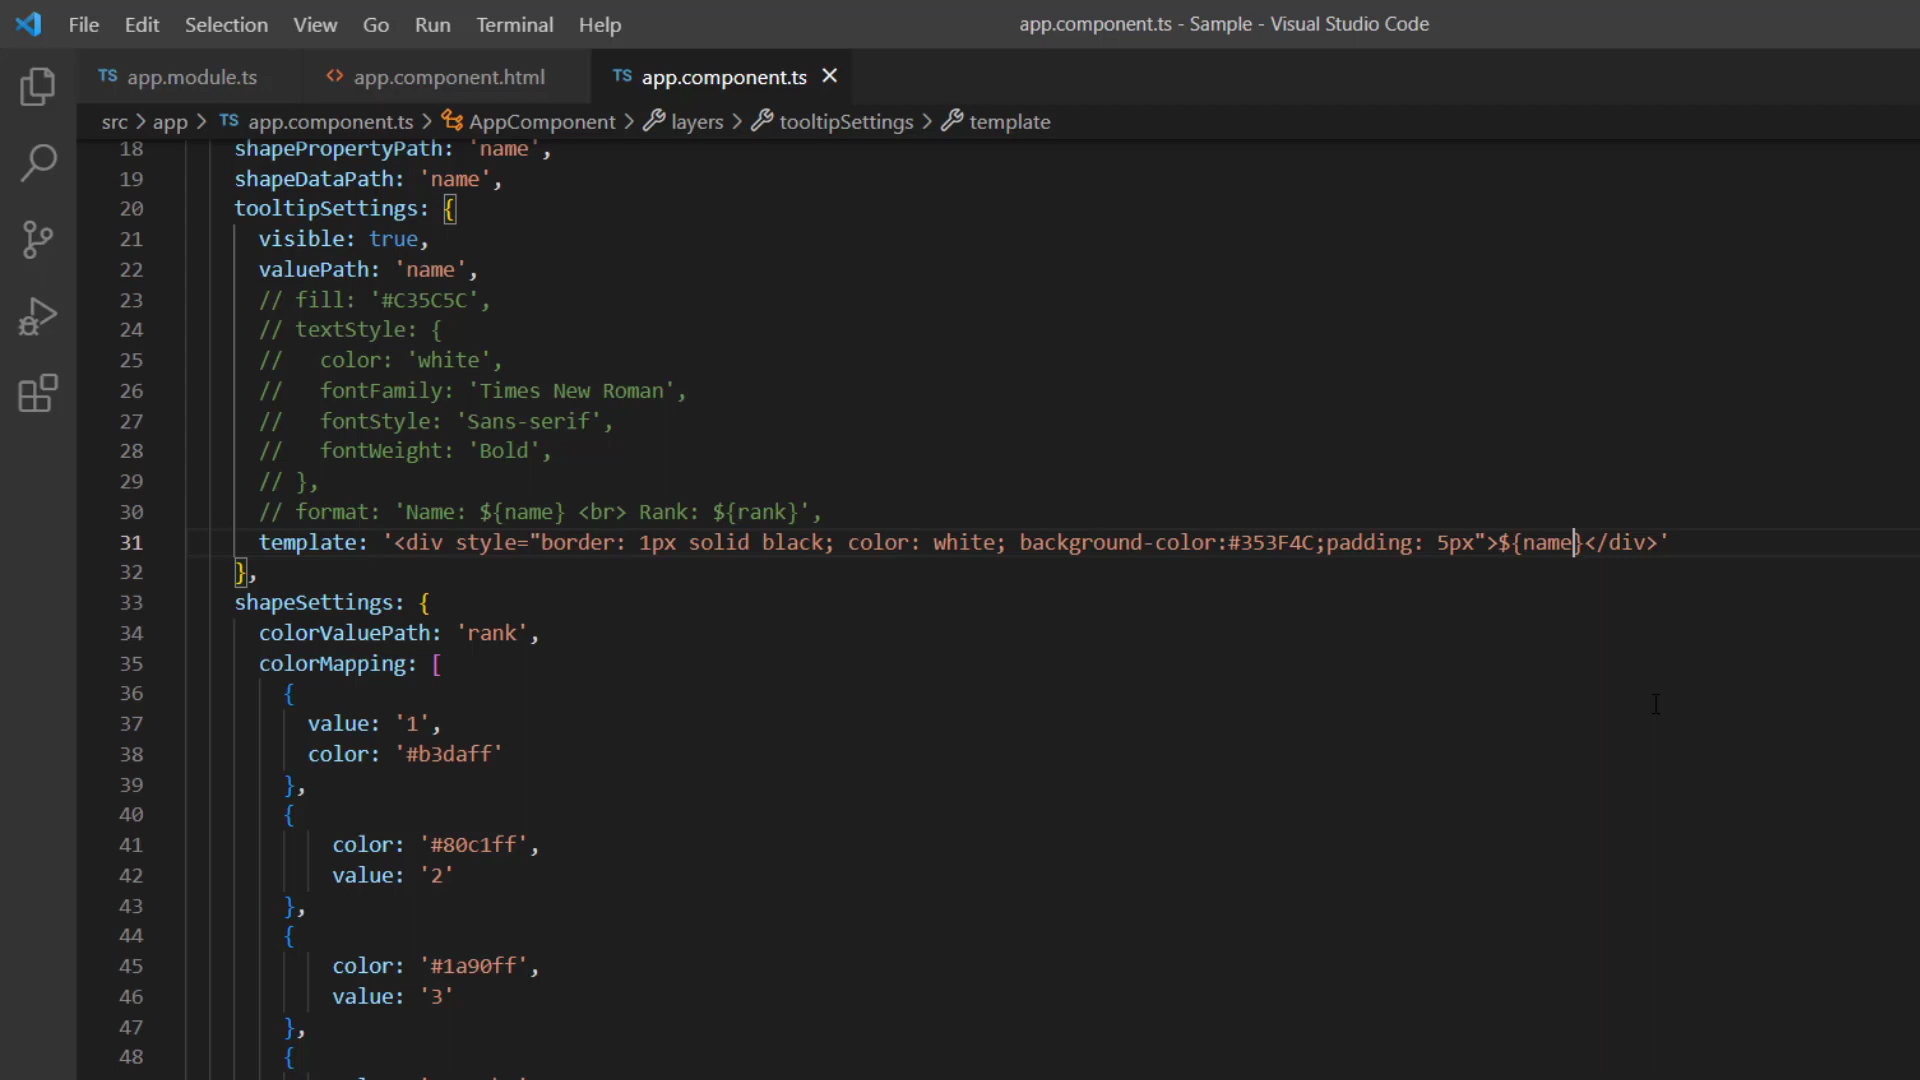 File Edit Selection View Go Run Terminal Help app.component.ts - Sample - Visual Studio Code
TS app.module.ts <> app.component.html TS app.component.ts ×
src > app > TS app.component.ts > AppComponent > layers > tooltipSettings > template
18 shapePropertyPath: 'name',
19 shapeDataPath: 'name',
20 tooltipSettings: {
21 visible: true,
22 valuePath: 'name',
23 // fill: '#C35C5C',
24 // textStyle: {
25 // color: 'white',
26 // fontFamily: 'Times New Roman',
27 // fontStyle: 'Sans-serif',
28 // fontWeight: 'Bold',
29 // },
30 // format: 'Name: ${name} <br> Rank: ${rank}',
31 template: '<div style="border: 1px solid black; color: white; background-color:#353F4C;padding: 5px">${name}</div>'
32 },
33 shapeSettings: {
34 colorValuePath: 'rank',
35 colorMapping: [
36 {
37 value: '1',
38 color: '#b3daff'
39 },
40 {
41 color: '#80c1ff',
42 value: '2'
43 },
44 {
45 color: '#1a90ff',
46 value: '3'
47 },
48 {